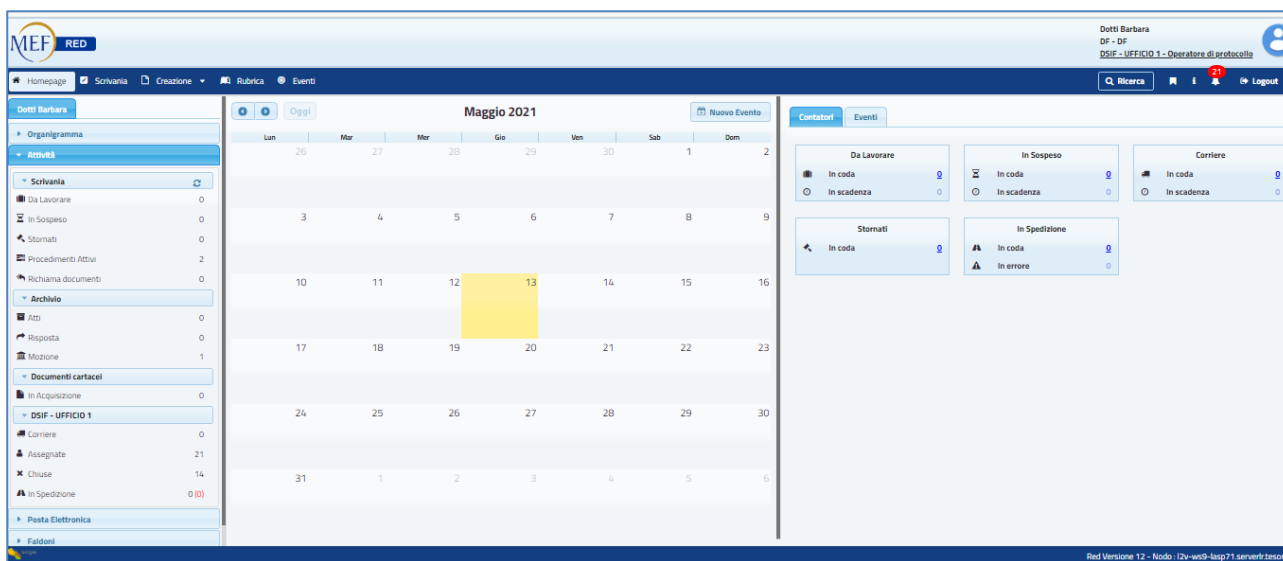 MEF RED
Dotti Barbara
DF - DF
DSIF - UFFICIO 1 - Operatore di protocollo
Homepage Scrivania Creazione Rubrica Eventi Ricerca 21 Logout
Dotti Barbara
Organigramma
Attività
Scrivania
Da Lavorare 0
In Sospeso 0
Stornati 0
Procedimenti Attivi 2
Richiama documenti 0
Archivio
Atti 0
Risposta 0
Mozione 1
Documenti cartacei
In Acquisizione 0
DSIF - UFFICIO 1
Corriere 0
Assegnate 21
Chiuse 14
In Spedizione 0 (0)
Posta Elettronica
Faldoni
Oggi Maggio 2021 Nuovo Evento
Lun Mar Mer Gio Ven Sab Dom
26 27 28 29 30 1 2
3 4 5 6 7 8 9
10 11 12 13 14 15 16
17 18 19 20 21 22 23
24 25 26 27 28 29 30
31 1 2 3 4 5 6
Contatori Eventi
Da Lavorare
In coda 0
In scadenza 0
In Sospeso
In coda 0
In scadenza 0
Corriere
In coda 0
In scadenza 0
Stornati
In coda 0
In Spedizione
In coda 0
In errore 0
Red Versione 12 - Nodo : l2v-ws9-lasp71.serverlr.tesor